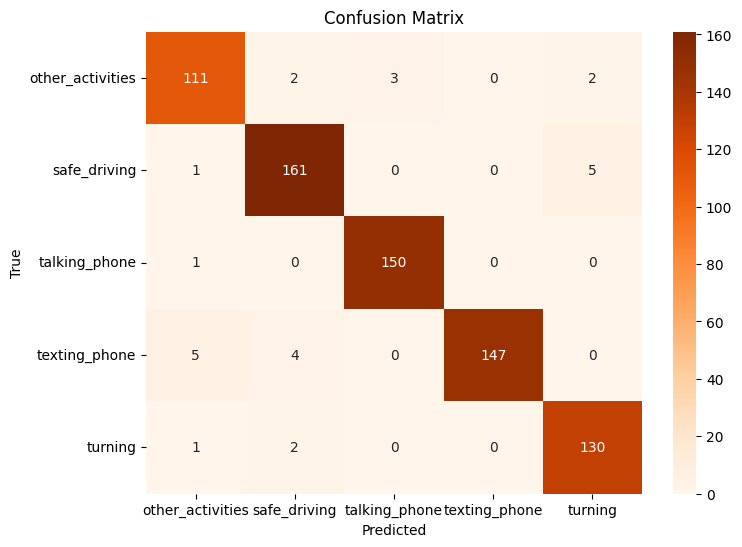 Confusion Matrix
True
other_activities 111 2 3 0 2
safe_driving 1 161 0 0 5
talking_phone 1 0 150 0 0
texting_phone 5 4 0 147 0
turning 1 2 0 0 130
other_activities safe_driving talking_phone texting_phone turning
Predicted
160
140
120
100
80
60
40
20
0